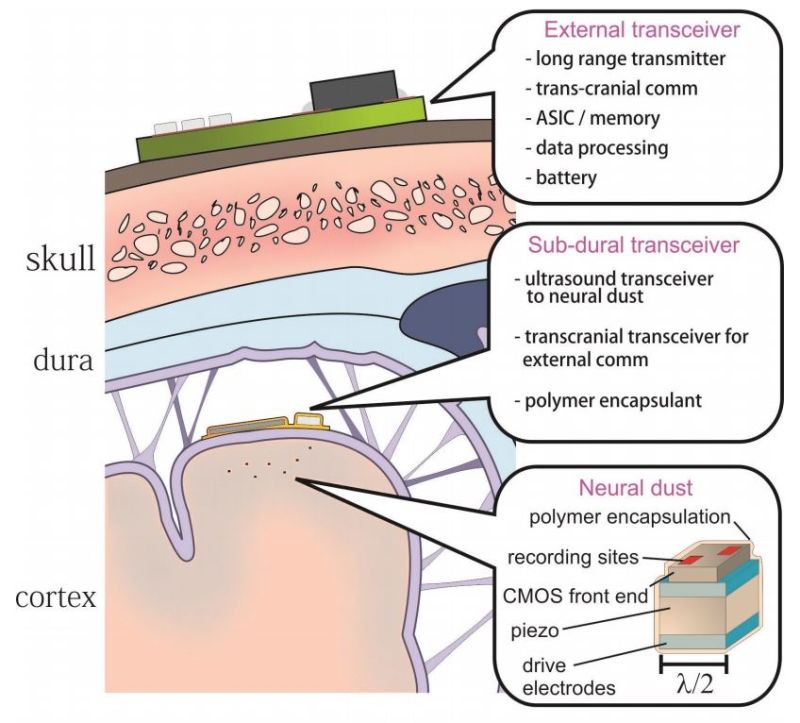 External transceiver
- long range transmitter
- trans-cranial comm
- ASIC / memory
- data processing
- battery
skull
Sub-dural transceiver
- ultrasound transceiver
to neural dust
- transcranial transceiver for
external comm
- polymer encapsulant
dura
Neural dust
polymer encapsulation
recording sites
CMOS front end
piezo
drive
electrodes
λ/2
cortex